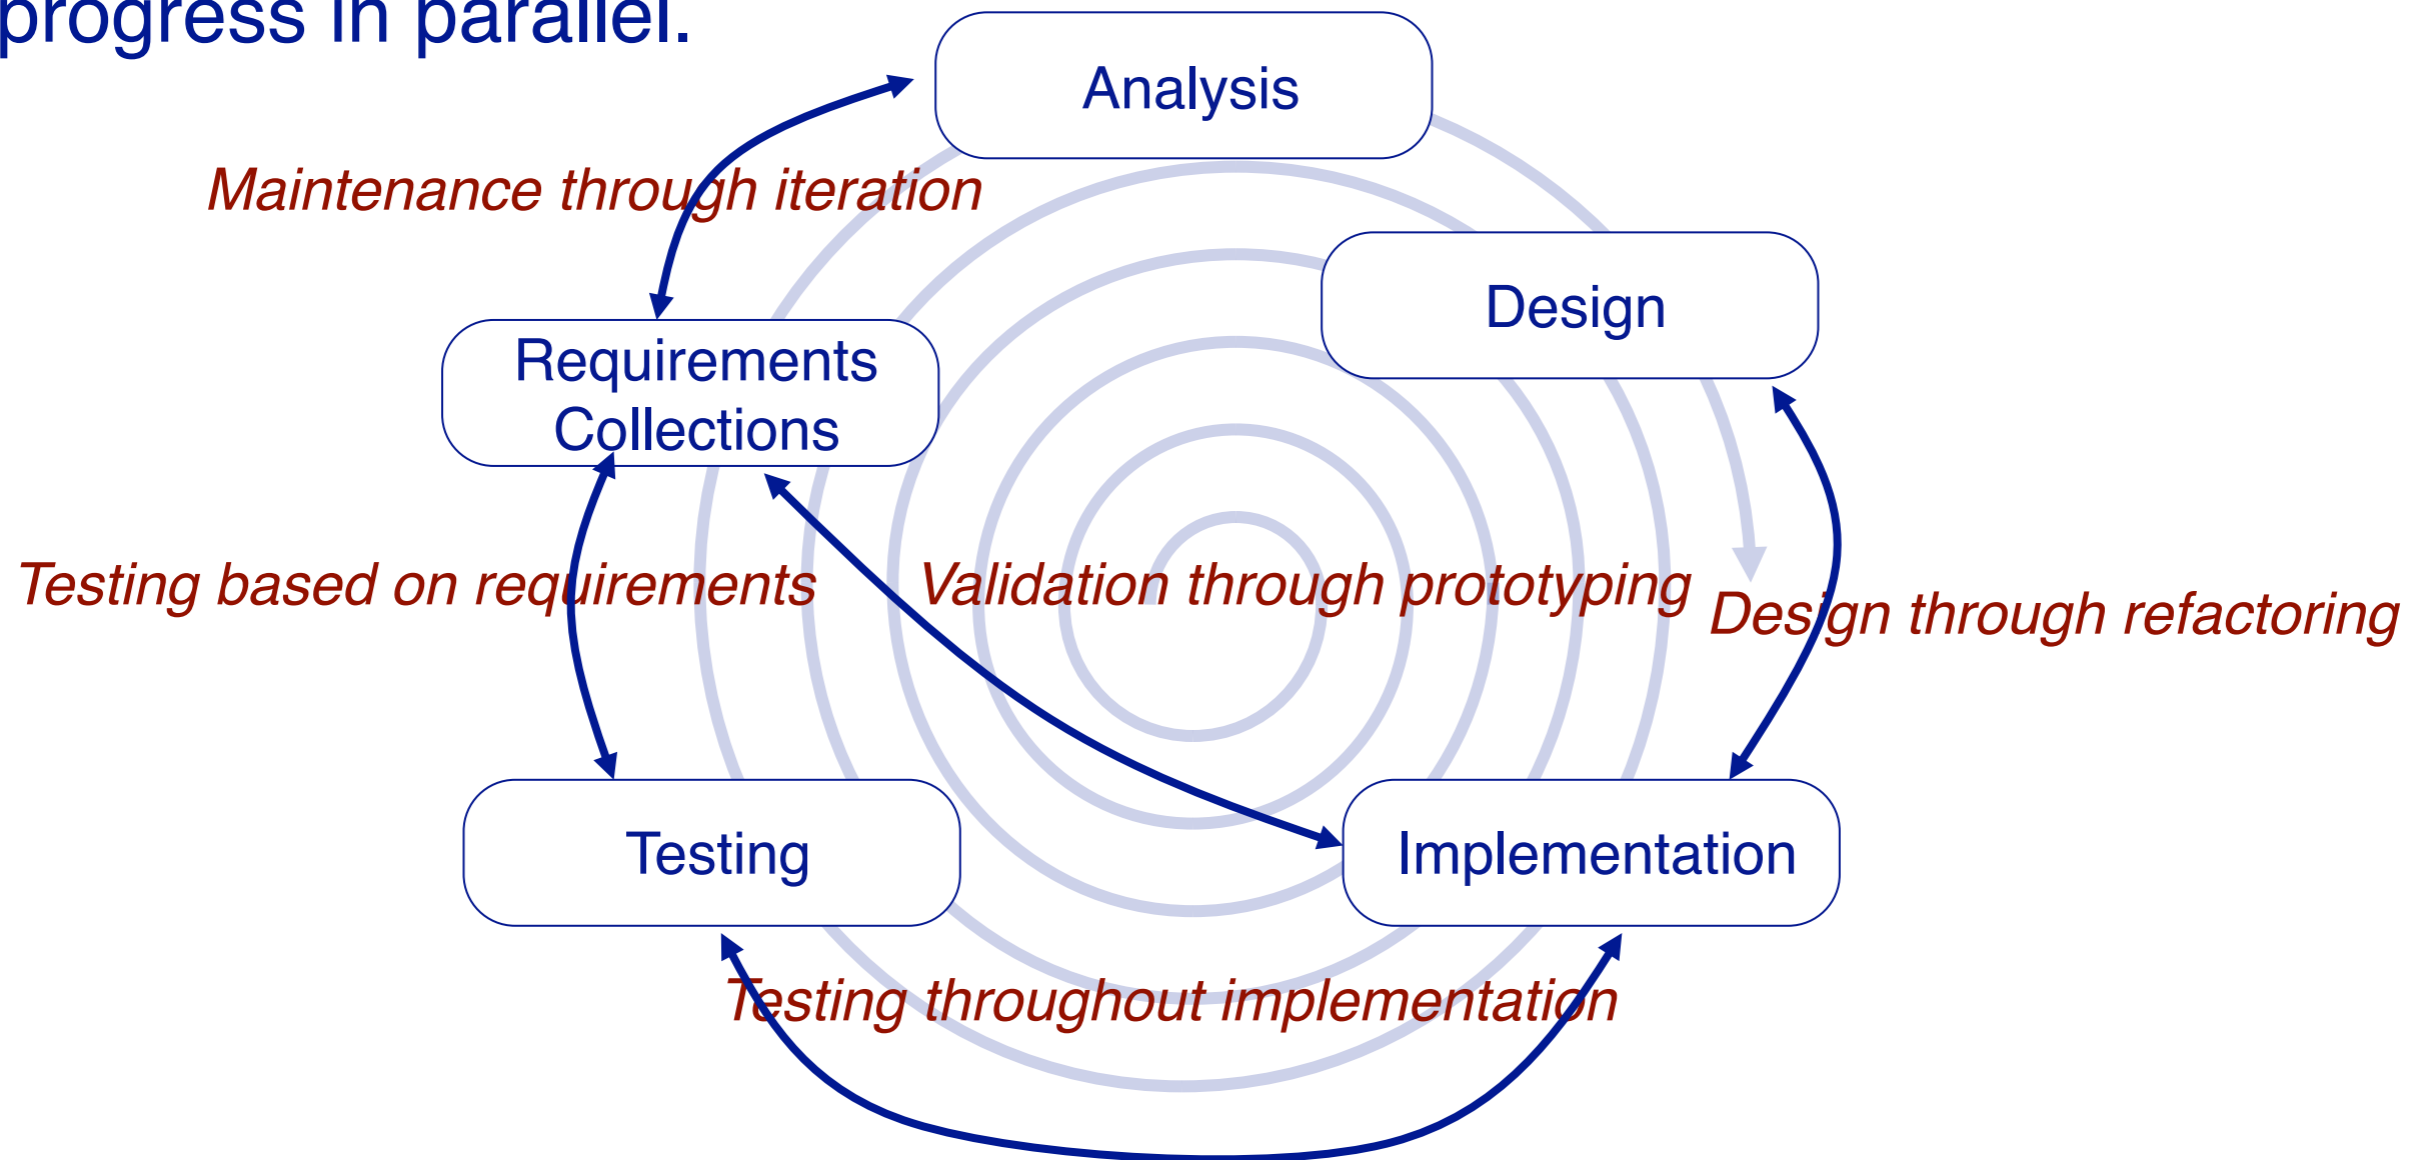 progress in parallel.
Analysis
Maintenance through iteration
Design
Requirements
Collections
Testing based on requirements
Validation through prototyping
Design through refactoring
Testing
Implementation
Testing throughout implementation